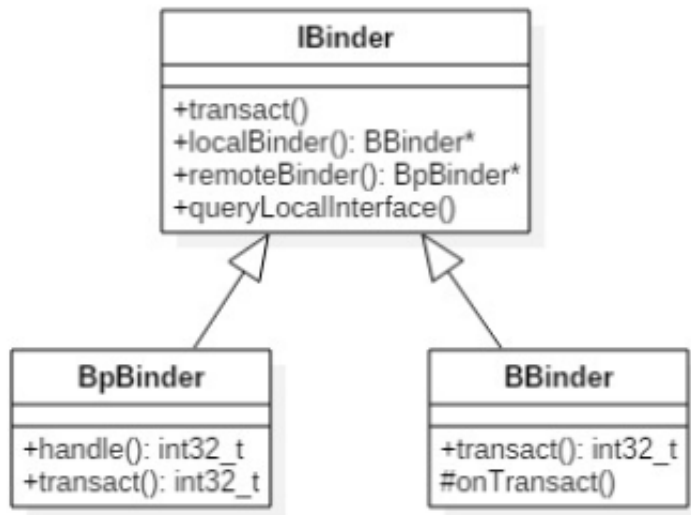 IBinder
+transact()
+localBinder(): BBinder*
+remoteBinder(): BpBinder*
+queryLocalInterface()
BpBinder
+handle(): int32_t
+transact(): int32_t
BBinder
+transact(): int32_t
#onTransact()